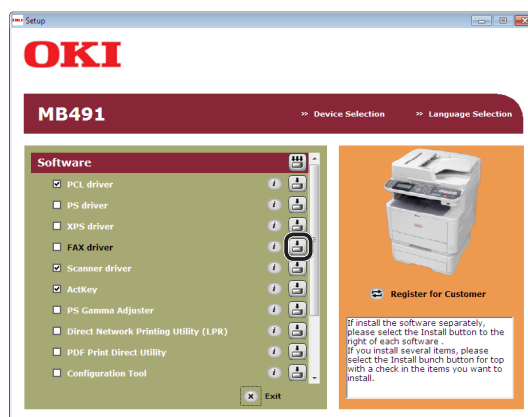 Setup
OKI
MB491
>> Device Selection
>> Language Selection
Software
PCL driver
PS driver
XPS driver
FAX driver
Scanner driver
ActKey
PS Gamma Adjuster
Direct Network Printing Utility (LPR)
PDF Print Direct Utility
Configuration Tool
x Exit
Register for Customer
If install the software separately,
please select the Install button to the
right of each software .
If you install several items, please
select the Install bunch button for top
with a check in the items you want to
install.